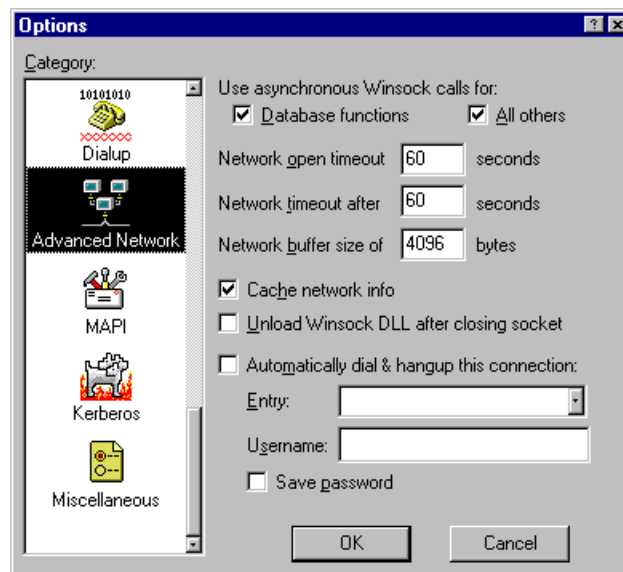 Options
Category:
10101010
Dialup
Advanced Network
MAPI
Kerberos
Miscellaneous
Use asynchronous Winsock calls for:
Database functions All others
Network open timeout 60 seconds
Network timeout after 60 seconds
Network buffer size of 4096 bytes
Cache network info
Unload Winsock DLL after closing socket
Automatically dial & hangup this connection:
Entry:
Username:
Save password
OK Cancel